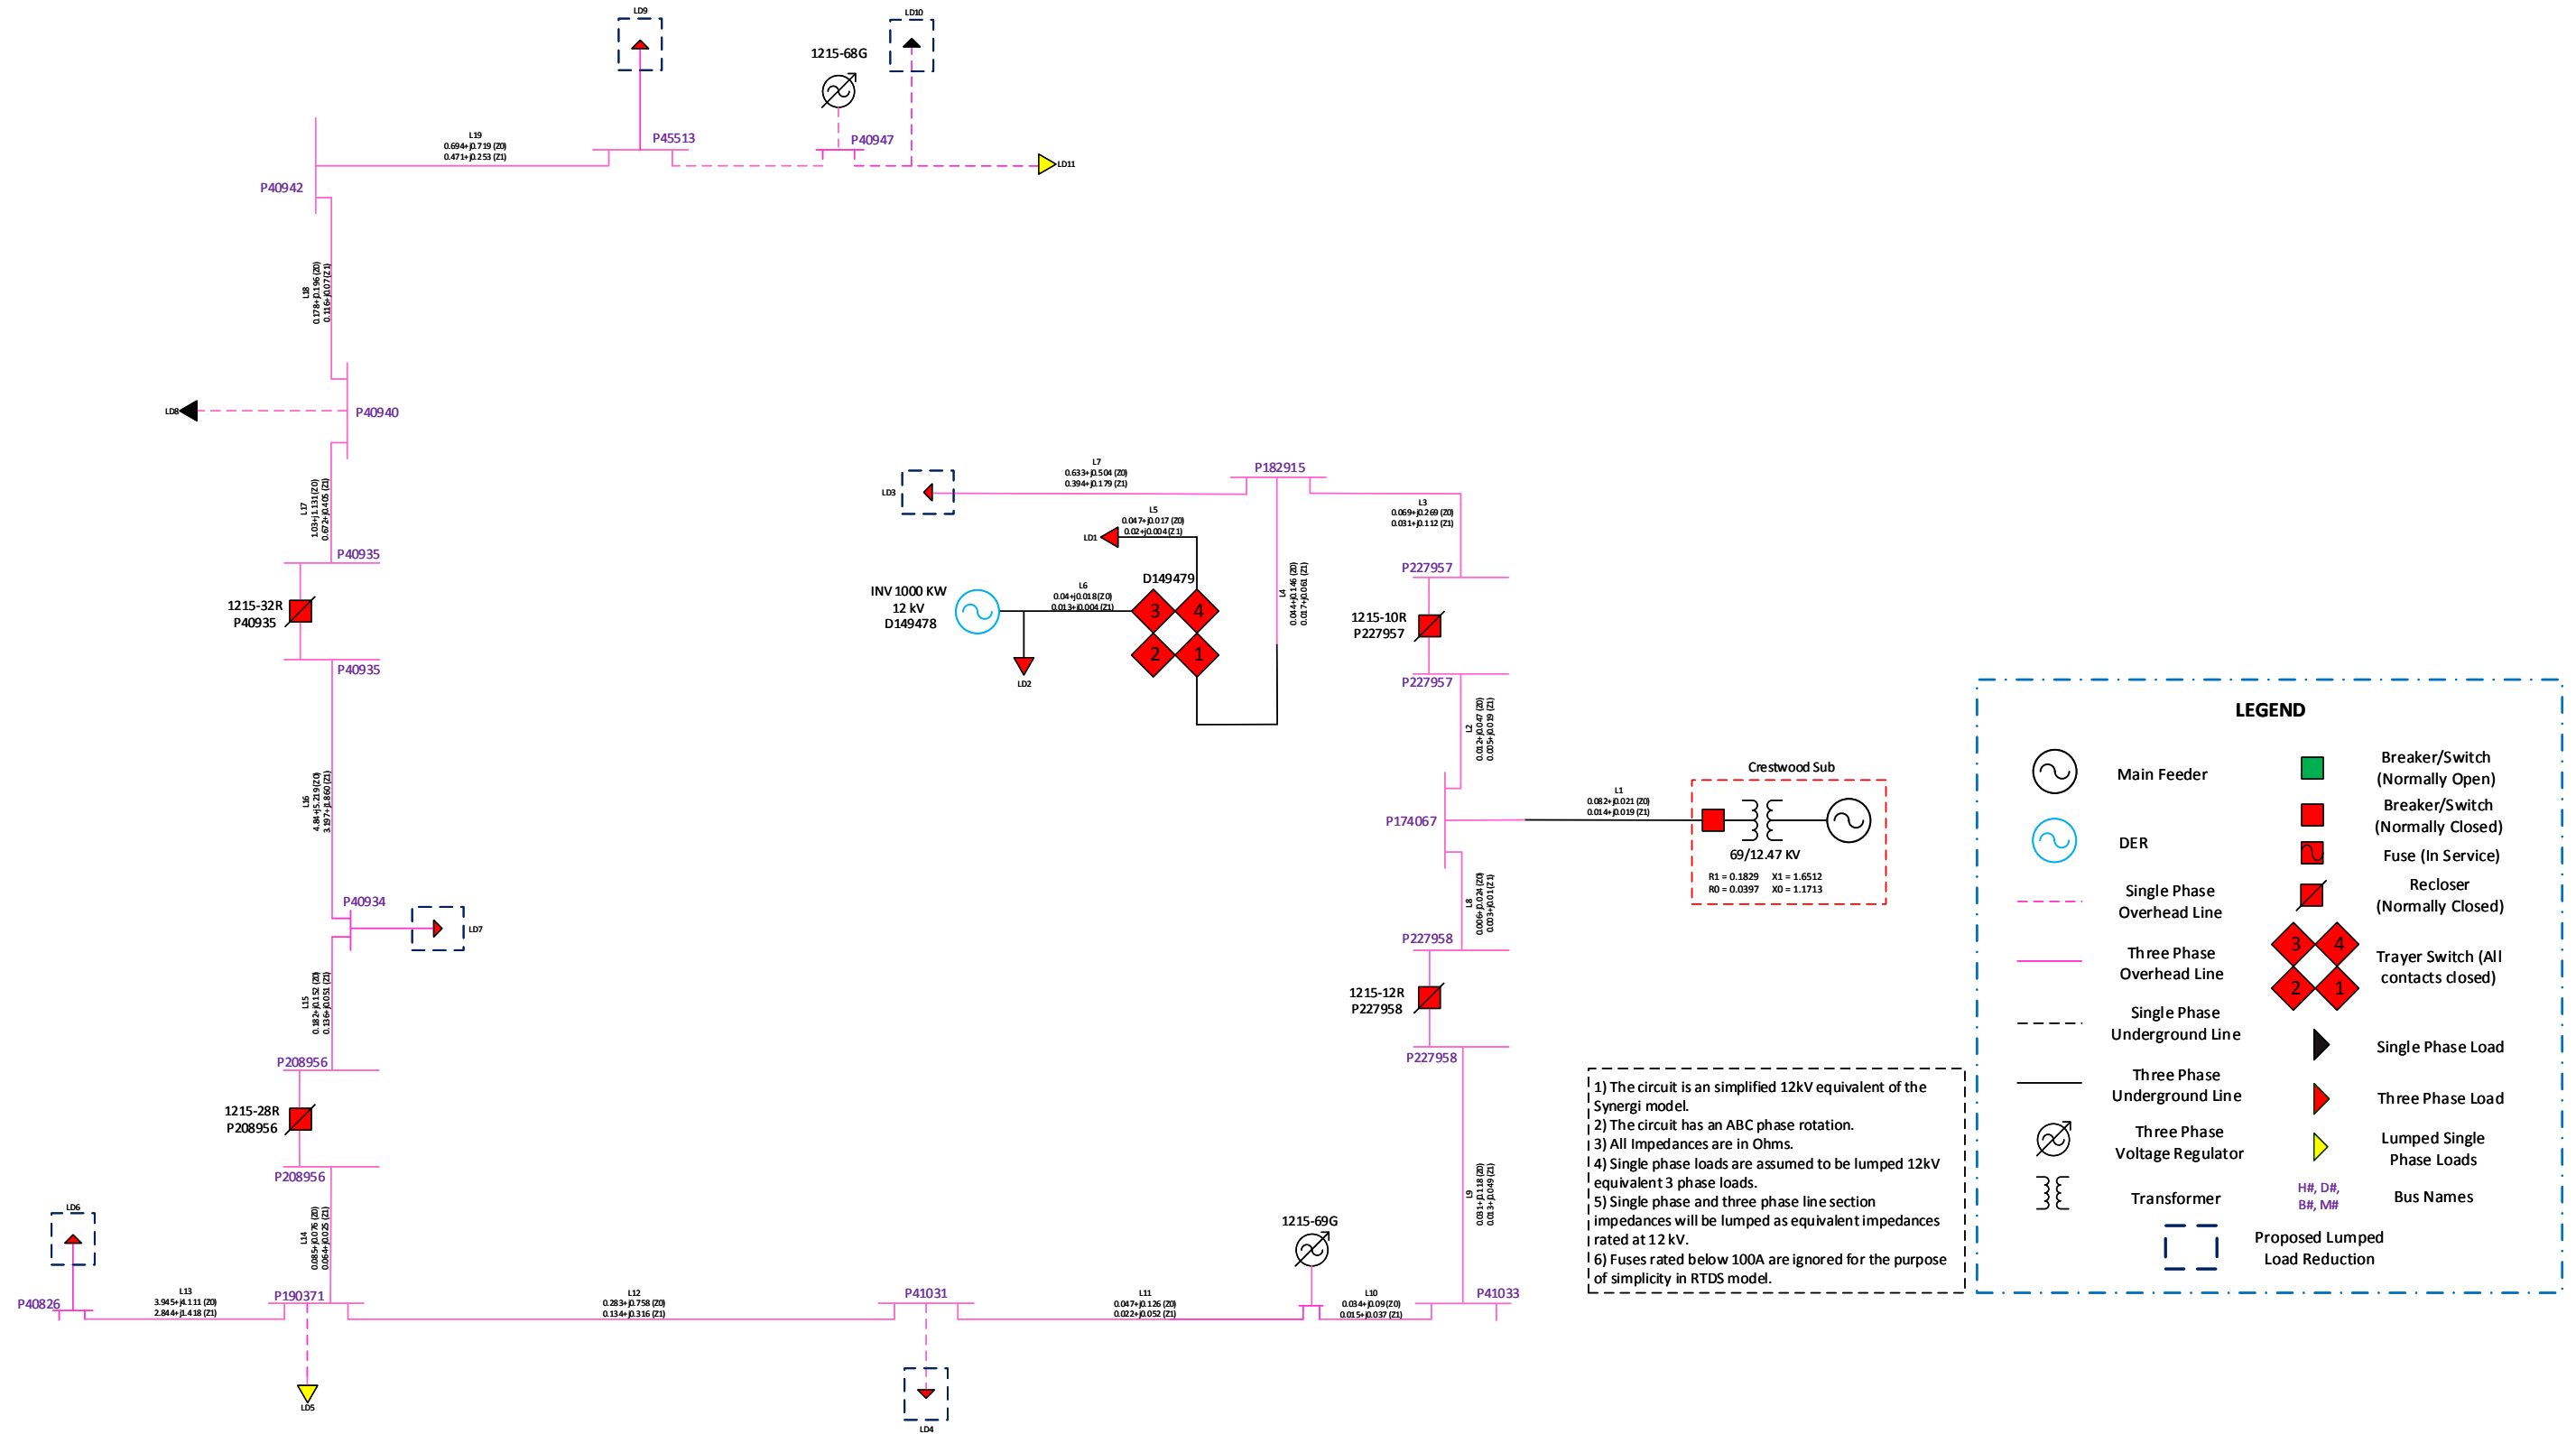 LD9
LD10
1215-68G
L19
0.694+j0.719 (Z0)
0.471+j0.253 (Z1)
P45513
P40947
LD11
P40942
L18
0.178+j0.196 (Z0)
0.116+j0.07 (Z1)
LD8
P40940
L17
1.03+j1.131 (Z0)
0.672+j0.405 (Z1)
P40935
1215-32R
P40935
P40935
L16
4.84+j5.219 (Z0)
3.197+j1.860 (Z1)
P40934
LD7
L15
0.182+j0.152 (Z0)
0.136+j0.051 (Z1)
P208956
1215-28R
P208956
P208956
L14
0.085+j0.076 (Z0)
0.064+j0.025 (Z1)
LD6
P40826
L13
3.945+j4.111 (Z0)
2.844+j1.418 (Z1)
P190371
LD5
L12
0.283+j0.758 (Z0)
0.134+j0.316 (Z1)
P41031
LD4
L11
0.047+j0.126 (Z0)
0.022+j0.052 (Z1)
1215-69G
L10
0.034+j0.09 (Z0)
0.015+j0.037 (Z1)
P41033
L9
0.031+j0.118 (Z0)
0.013+j0.049 (Z1)
P227958
1215-12R
P227958
P227958
L8
0.006+j0.024 (Z0)
0.003+j0.01 (Z1)
P174067
L1
0.082+j0.021 (Z0)
0.014+j0.019 (Z1)
Crestwood Sub
69/12.47 KV
R1 = 0.1829 X1 = 1.6512
R0 = 0.0397 X0 = 1.1713
L2
0.012+j0.047 (Z0)
0.005+j0.019 (Z1)
P227957
1215-10R
P227957
P227957
L3
0.069+j0.269 (Z0)
0.031+j0.112 (Z1)
P182915
L7
0.633+j0.504 (Z0)
0.394+j0.179 (Z1)
LD3
L5
0.047+j0.017 (Z0)
0.02+j0.004 (Z1)
LD1
L4
0.044+j0.146 (Z0)
0.017+j0.061 (Z1)
D149479
3 4
2 1
L6
0.04+j0.018(Z0)
0.013+j0.004 (Z1)
INV 1000 KW
12 kV
D149478
LD2
1) The circuit is an simplified 12kV equivalent of the
Synergi model.
2) The circuit has an ABC phase rotation.
3) All Impedances are in Ohms.
4) Single phase loads are assumed to be lumped 12kV
equivalent 3 phase loads.
5) Single phase and three phase line section
impedances will be lumped as equivalent impedances
rated at 12 kV.
6) Fuses rated below 100A are ignored for the purpose
of simplicity in RTDS model.
LEGEND
Main Feeder
DER
Single Phase
Overhead Line
Three Phase
Overhead Line
Single Phase
Underground Line
Three Phase
Underground Line
Three Phase
Voltage Regulator
Transformer
Breaker/Switch
(Normally Open)
Breaker/Switch
(Normally Closed)
Fuse (In Service)
Recloser
(Normally Closed)
3 4
2 1
Trayer Switch (All
contacts closed)
Single Phase Load
Three Phase Load
Lumped Single
Phase Loads
H#, D#,
B#, M#
Bus Names
Proposed Lumped
Load Reduction